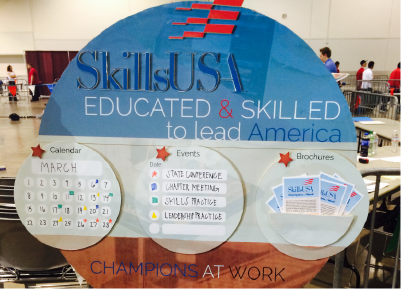 SkillsUSA
EDUCATED & SKILLED
to lead America
Calendar
MARCH
Events
Date
STATE CONFERENCE
CHAPTER MEETING
SKILLS PRACTICE
LEADERSHIP PRACTICE
Brochures
SkillsUSA
CHAMPIONS AT WORK